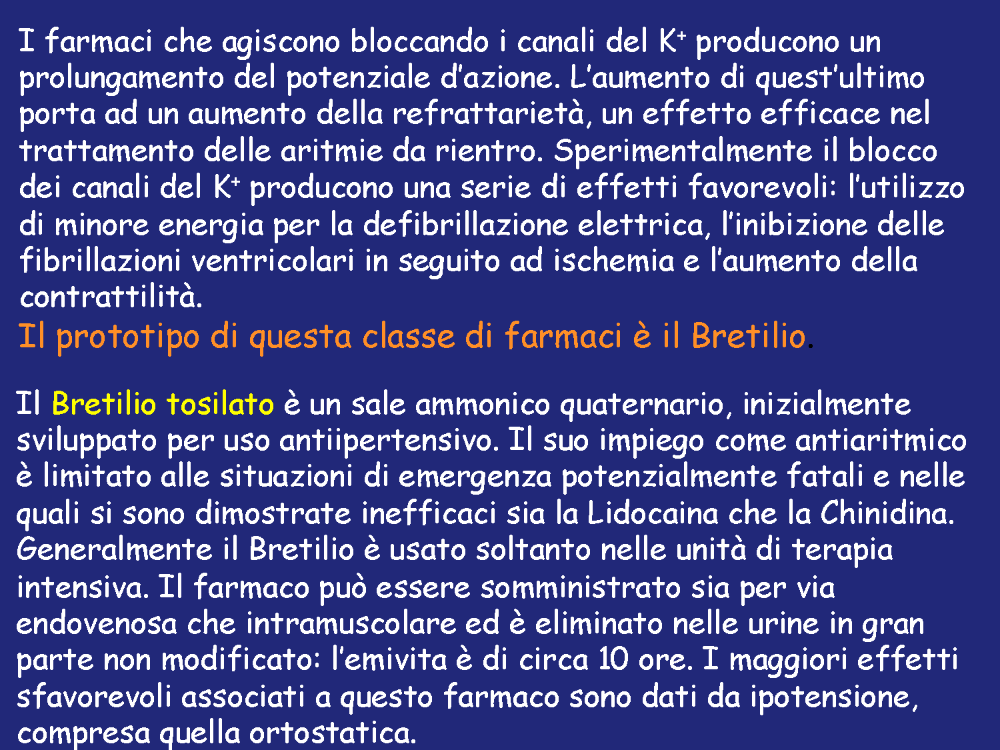 I farmaci che agiscono bloccando i canali del K⁺ producono un
prolungamento del potenziale d’azione. L’aumento di quest’ultimo
porta ad un aumento della refrattarietà, un effetto efficace nel
trattamento delle aritmie da rientro. Sperimentalmente il blocco
dei canali del K⁺ producono una serie di effetti favorevoli: l’utilizzo
di minore energia per la defibrillazione elettrica, l’inibizione delle
fibrillazioni ventricolari in seguito ad ischemia e l’aumento della
contrattilità.
Il prototipo di questa classe di farmaci è il Bretilio.
Il Bretilio tosilato è un sale ammonico quaternario, inizialmente
sviluppato per uso antiipertensivo. Il suo impiego come antiaritmico
è limitato alle situazioni di emergenza potenzialmente fatali e nelle
quali si sono dimostrate inefficaci sia la Lidocaina che la Chinidina.
Generalmente il Bretilio è usato soltanto nelle unità di terapia
intensiva. Il farmaco può essere somministrato sia per via
endovenosa che intramuscolare ed è eliminato nelle urine in gran
parte non modificato: l’emivita è di circa 10 ore. I maggiori effetti
sfavorevoli associati a questo farmaco sono dati da ipotensione,
compresa quella ortostatica.